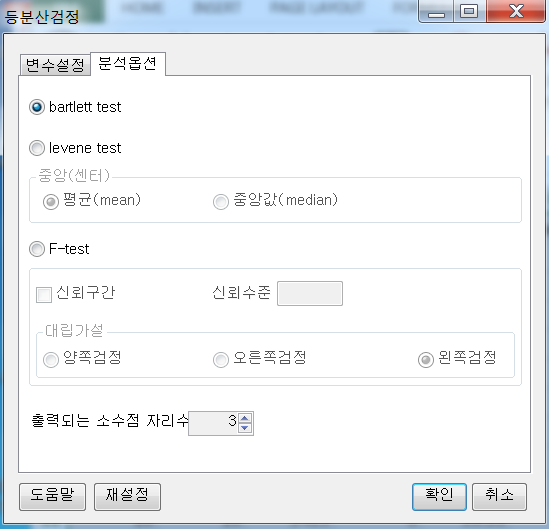 HOME INSERT PAGE LAYOUT
등분산검정
변수설정 분석옵션
bartlett test
levene test
중앙(센터)
평균(mean) 중앙값(median)
F-test
신뢰구간 신뢰수준
대립가설
양쪽검정 오른쪽검정 왼쪽검정
출력되는 소수점 자리수 3
도움말 재설정 확인 취소